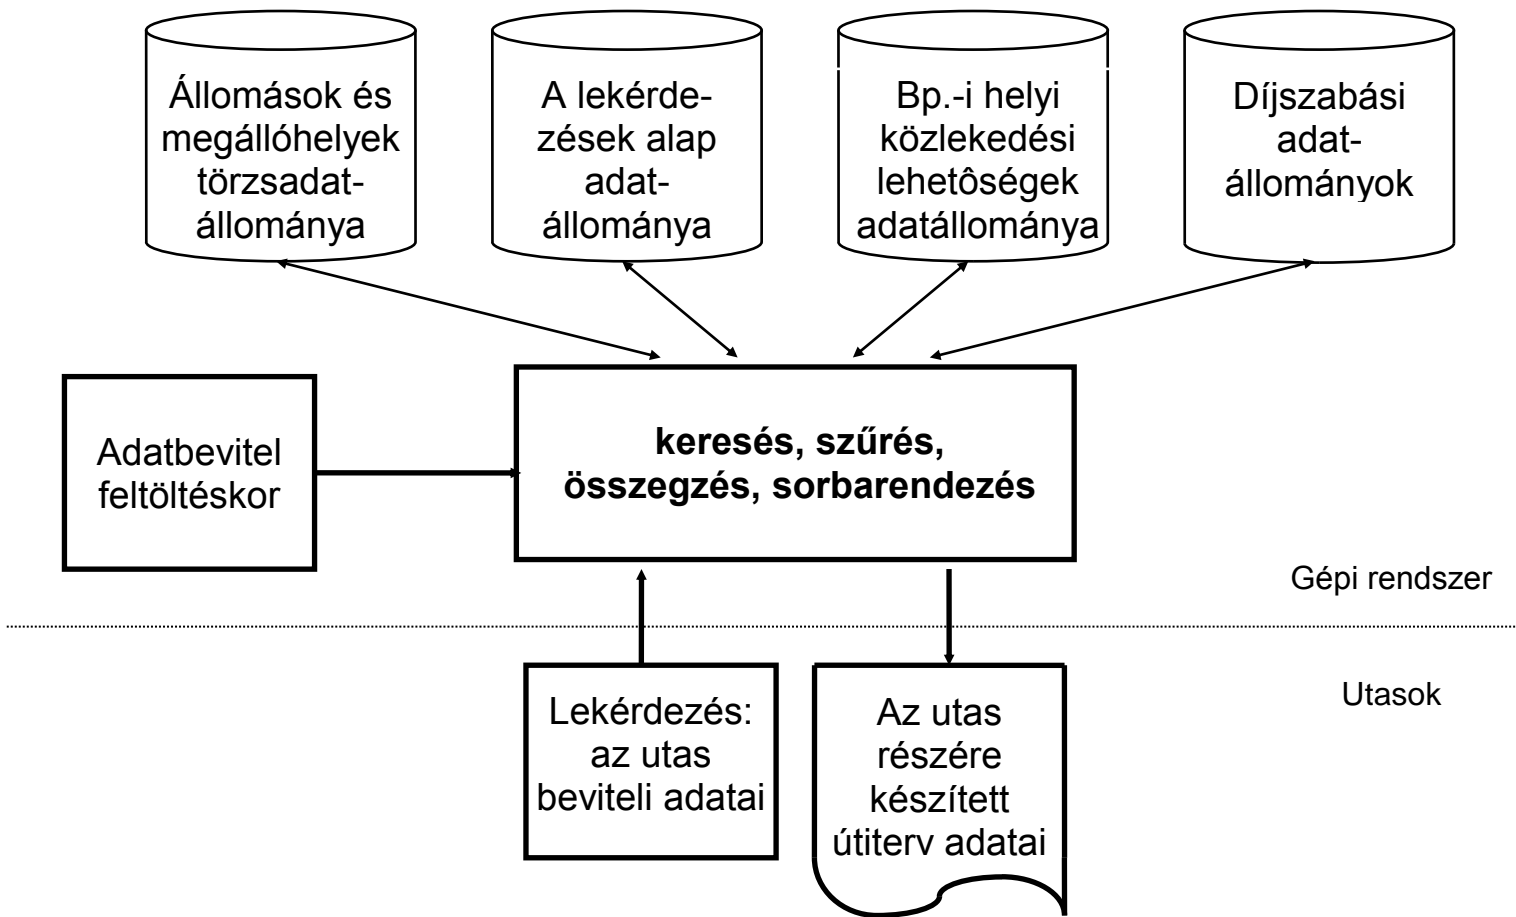 Állomások és
megállóhelyek
törzsadat-
állománya
A lekérde-
zések alap
adat-
állománya
Bp.-i helyi
közlekedési
lehetôségek
adatállománya
Díjszabási
adat-
állományok
Adatbevitel
feltöltéskor
keresés, szűrés,
összegzés, sorbarendezés
Gépi rendszer
Utasok
Lekérdezés:
az utas
beviteli adatai
Az utas
részére
készített
útiterv adatai